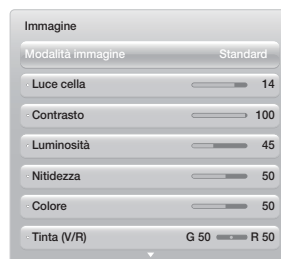 Immagine
Modalità immagine Standard
· Luce cella 14
· Contrasto 100
· Luminosità 45
· Nitidezza 50
· Colore 50
· Tinta (V/R) G 50 R 50